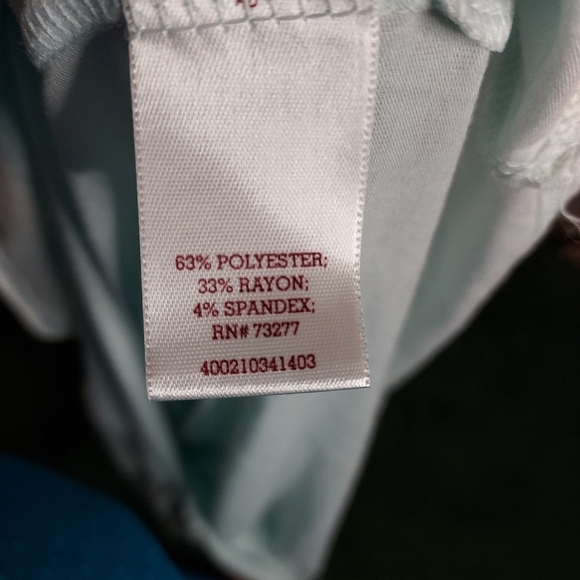 63% POLYESTER;
33% RAYON;
4% SPANDEX;
RN# 73277
400210341403